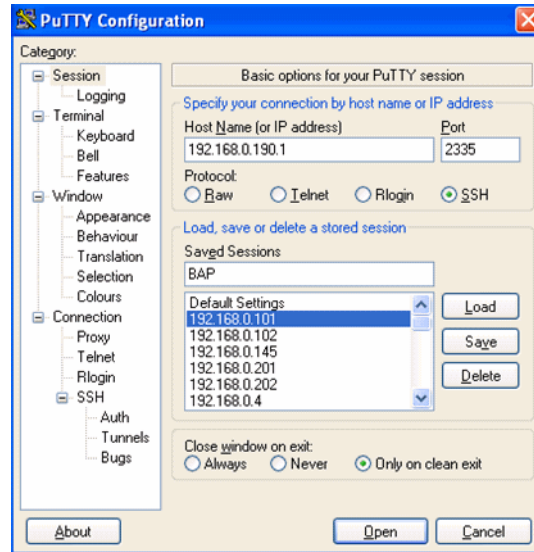 PuTTY Configuration
Category:
Session
Logging
Terminal
Keyboard
Bell
Features
Window
Appearance
Behaviour
Translation
Selection
Colours
Connection
Proxy
Telnet
Rlogin
SSH
Auth
Tunnels
Bugs
Basic options for your PuTTY session
Specify your connection by host name or IP address
Host Name (or IP address) Port
192.168.0.190.1 2335
Protocol:
Raw Telnet Rlogin SSH
Load, save or delete a stored session
Saved Sessions
BAP
Default Settings
192.168.0.101
192.168.0.102
192.168.0.145
192.168.0.201
192.168.0.202
192.168.0.4
Load
Save
Delete
Close window on exit:
Always Never Only on clean exit
About Open Cancel